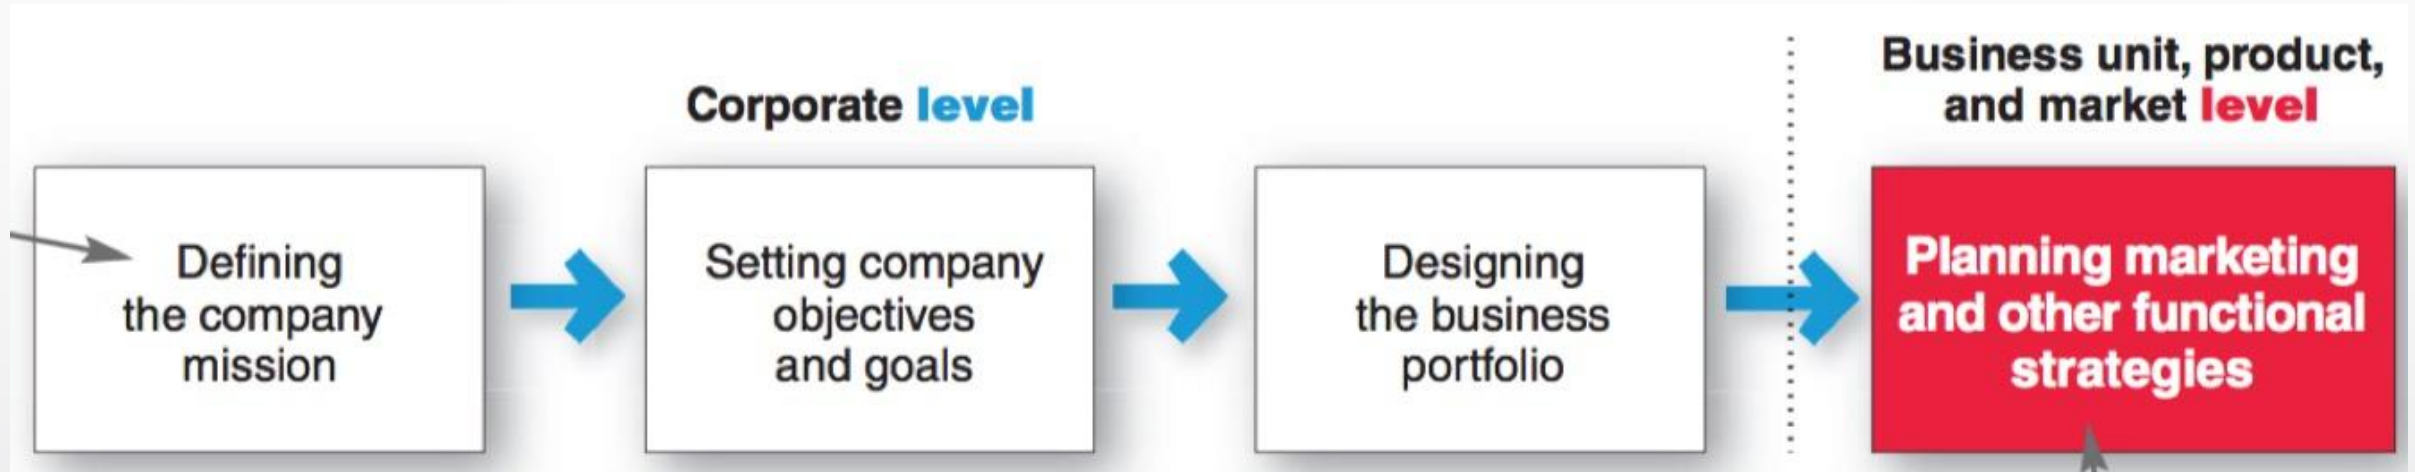 Corporate level
Business unit, product,
and market level
Defining
the company
mission
Setting company
objectives
and goals
Designing
the business
portfolio
Planning marketing
and other functional
strategies